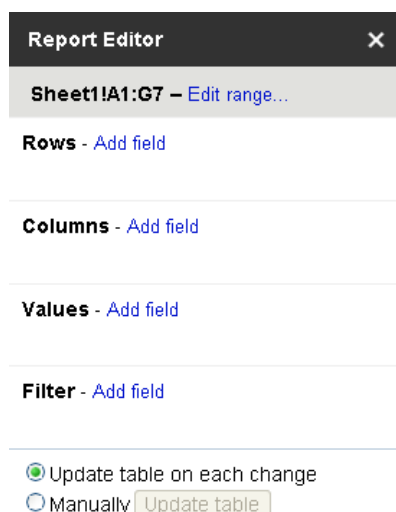 Report Editor ×
Sheet1!A1:G7 – Edit range...
Rows - Add field
Columns - Add field
Values - Add field
Filter - Add field
Update table on each change
Manually Update table